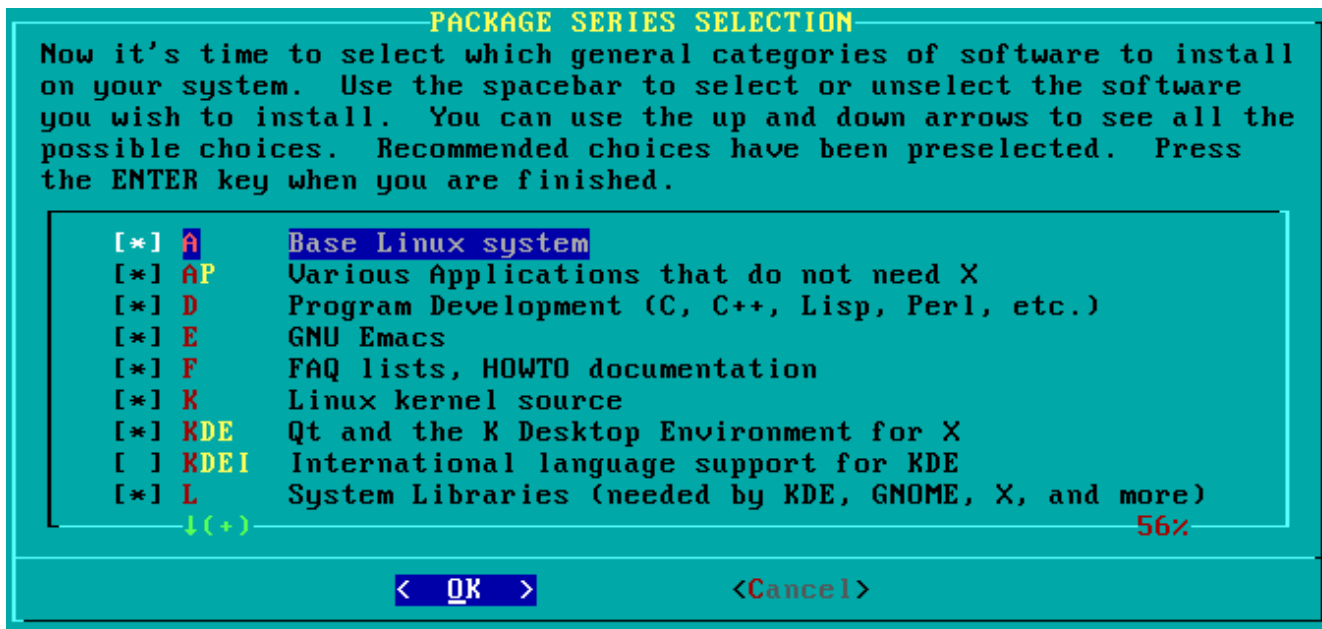 PACKAGE SERIES SELECTION
Now it's time to select which general categories of software to install
on your system.  Use the spacebar to select or unselect the software
you wish to install.  You can use the up and down arrows to see all the
possible choices.  Recommended choices have been preselected.  Press
the ENTER key when you are finished.
[*] A Base Linux system
[*] AP Various Applications that do not need X
[*] D Program Development (C, C++, Lisp, Perl, etc.)
[*] E GNU Emacs
[*] F FAQ lists, HOWTO documentation
[*] K Linux kernel source
[*] KDE Qt and the K Desktop Environment for X
[ ] KDEI International language support for KDE
[*] L System Libraries (needed by KDE, GNOME, X, and more)
↓(+) 56%
< OK > <Cancel>